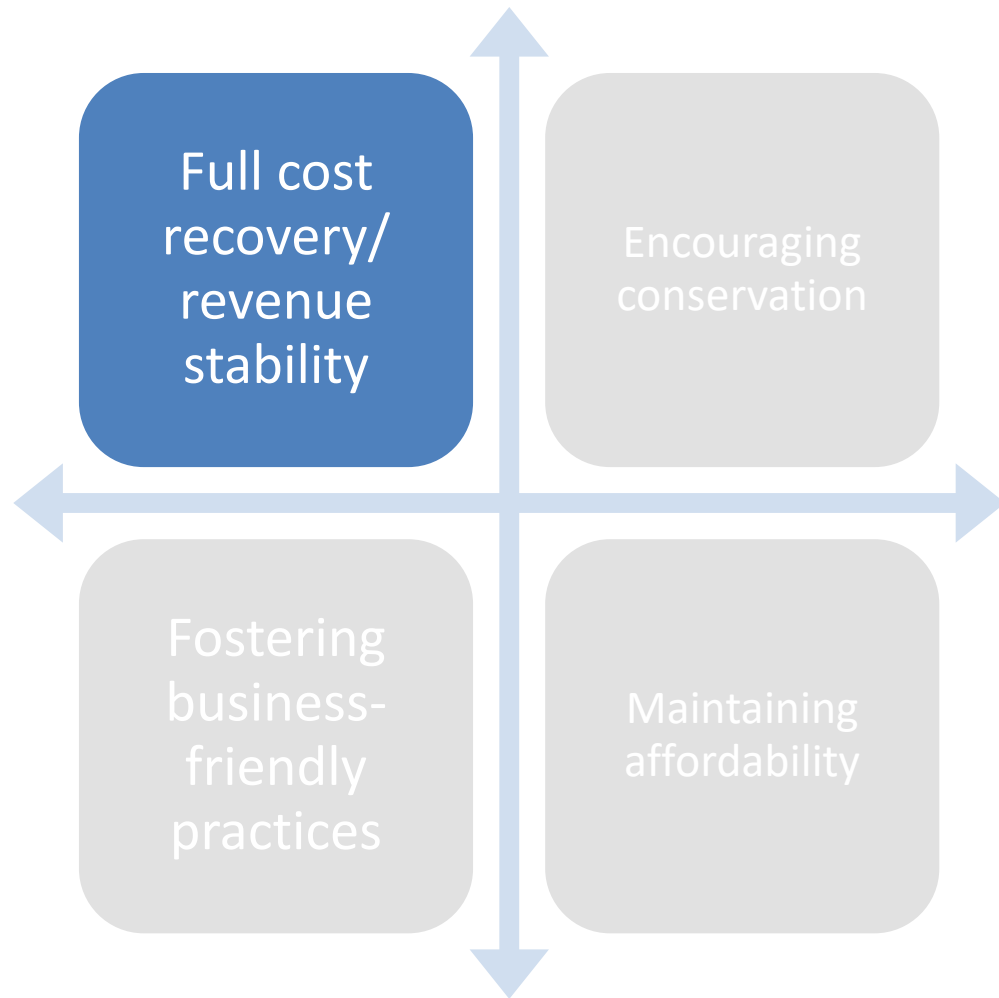 Full cost
recovery/
revenue
stability
Encouraging
conservation
Fostering
business-
friendly
practices
Maintaining
affordability